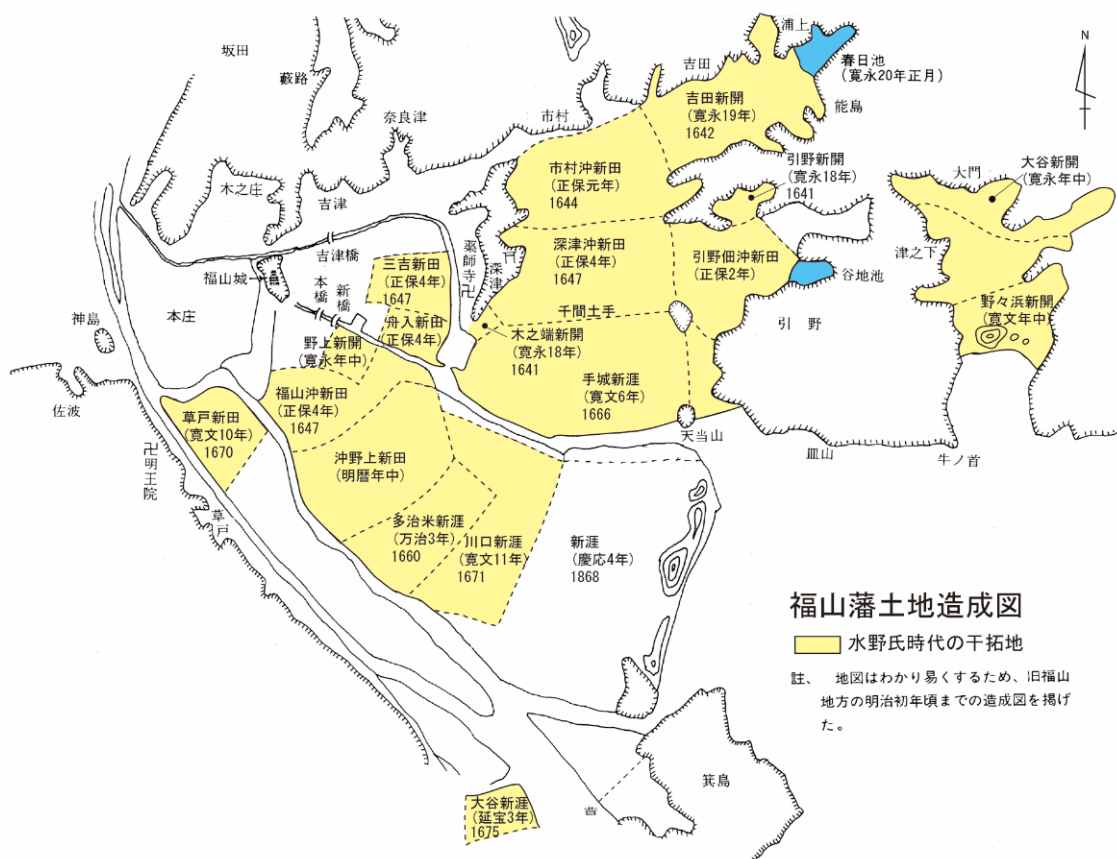 福山藩土地造成図
水野氏時代の干拓地
註、 地図はわかり易くするため、旧福山
地方の明治初年頃までの造成図を掲げ
た。
N
坂田
藪路
奈良津
市村
吉田
浦上
春日池
(寛永20年正月)
能島
吉田新開
(寛永19年)
1642
引野新開
(寛永18年)
1641
大門
大谷新開
(寛永年中)
市村沖新田
(正保元年)
1644
木之庄
吉津
吉津橋
薬師寺卍
深津
深津沖新田
(正保4年)
1647
引野佃沖新田
(正保2年)
津之下
谷地池
野々浜新開
(寛文年中)
福山城
本橋
新橋
三吉新田
(正保4年)
1647
舟入新田
(正保4年)
千間土手
木之端新開
(寛永18年)
1641
引野
神島
本庄
野上新開
(寛永年中)
手城新涯
(寛文6年)
1666
福山沖新田
(正保4年)
1647
佐波
草戸新田
(寛文10年)
1670
天当山
皿山
牛ノ首
卍明王院
草戸
沖野上新田
(明暦年中)
多治米新涯
(万治3年)
1660
川口新涯
(寛文11年)
1671
新涯
(慶応4年)
1868
箕島
大谷新涯
(延宝3年)
1675